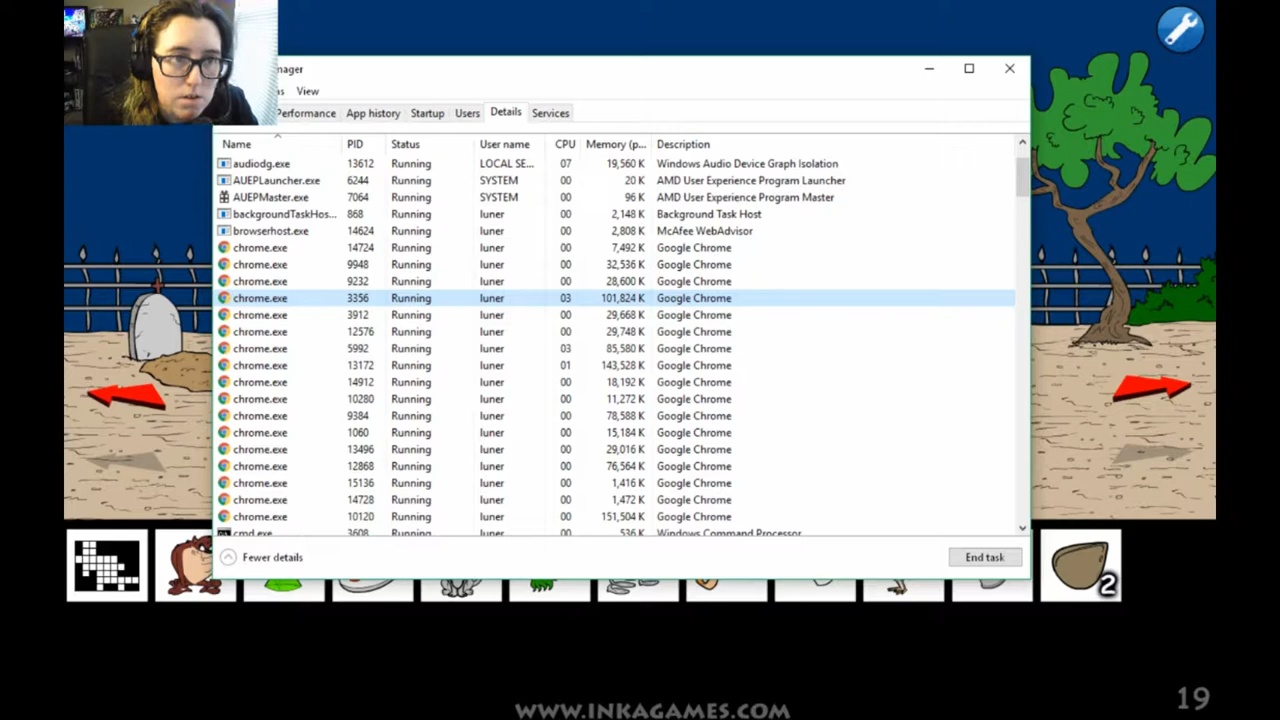 nager
ns View
Performance App history Startup Users Details Services
Name PID Status User name CPU Memory (p... Description
audiodg.exe 13612 Running LOCAL SE... 07 19,560 K Windows Audio Device Graph Isolation
AUEPLauncher.exe 6244 Running SYSTEM 00 20 K AMD User Experience Program Launcher
AUEPMaster.exe 7064 Running SYSTEM 00 96 K AMD User Experience Program Master
backgroundTaskHos... 868 Running luner 00 2,148 K Background Task Host
browserhost.exe 14624 Running luner 00 2,808 K McAfee WebAdvisor
chrome.exe 14724 Running luner 00 7,492 K Google Chrome
chrome.exe 9948 Running luner 00 32,536 K Google Chrome
chrome.exe 9232 Running luner 00 28,600 K Google Chrome
chrome.exe 3356 Running luner 03 101,824 K Google Chrome
chrome.exe 3912 Running luner 00 29,668 K Google Chrome
chrome.exe 12576 Running luner 00 29,748 K Google Chrome
chrome.exe 5992 Running luner 03 85,580 K Google Chrome
chrome.exe 13172 Running luner 01 143,528 K Google Chrome
chrome.exe 14912 Running luner 00 18,192 K Google Chrome
chrome.exe 10280 Running luner 00 11,272 K Google Chrome
chrome.exe 9384 Running luner 00 78,588 K Google Chrome
chrome.exe 1060 Running luner 00 15,184 K Google Chrome
chrome.exe 13496 Running luner 00 29,016 K Google Chrome
chrome.exe 12868 Running luner 00 76,564 K Google Chrome
chrome.exe 15136 Running luner 00 1,416 K Google Chrome
chrome.exe 14728 Running luner 00 1,472 K Google Chrome
chrome.exe 10120 Running luner 00 151,504 K Google Chrome
cmd.exe 3608 Running luner 00 536 K Windows Command Processor
Fewer details End task
2
19
WWW.INKAGAMES.COM